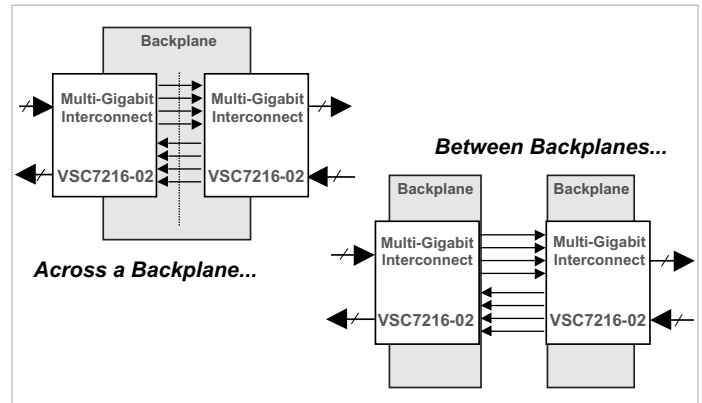 Backplane
Multi-Gigabit
Interconnect
VSC7216-02
Multi-Gigabit
Interconnect
VSC7216-02
Across a Backplane...
Between Backplanes...
Backplane
Multi-Gigabit
Interconnect
VSC7216-02
Backplane
Multi-Gigabit
Interconnect
VSC7216-02